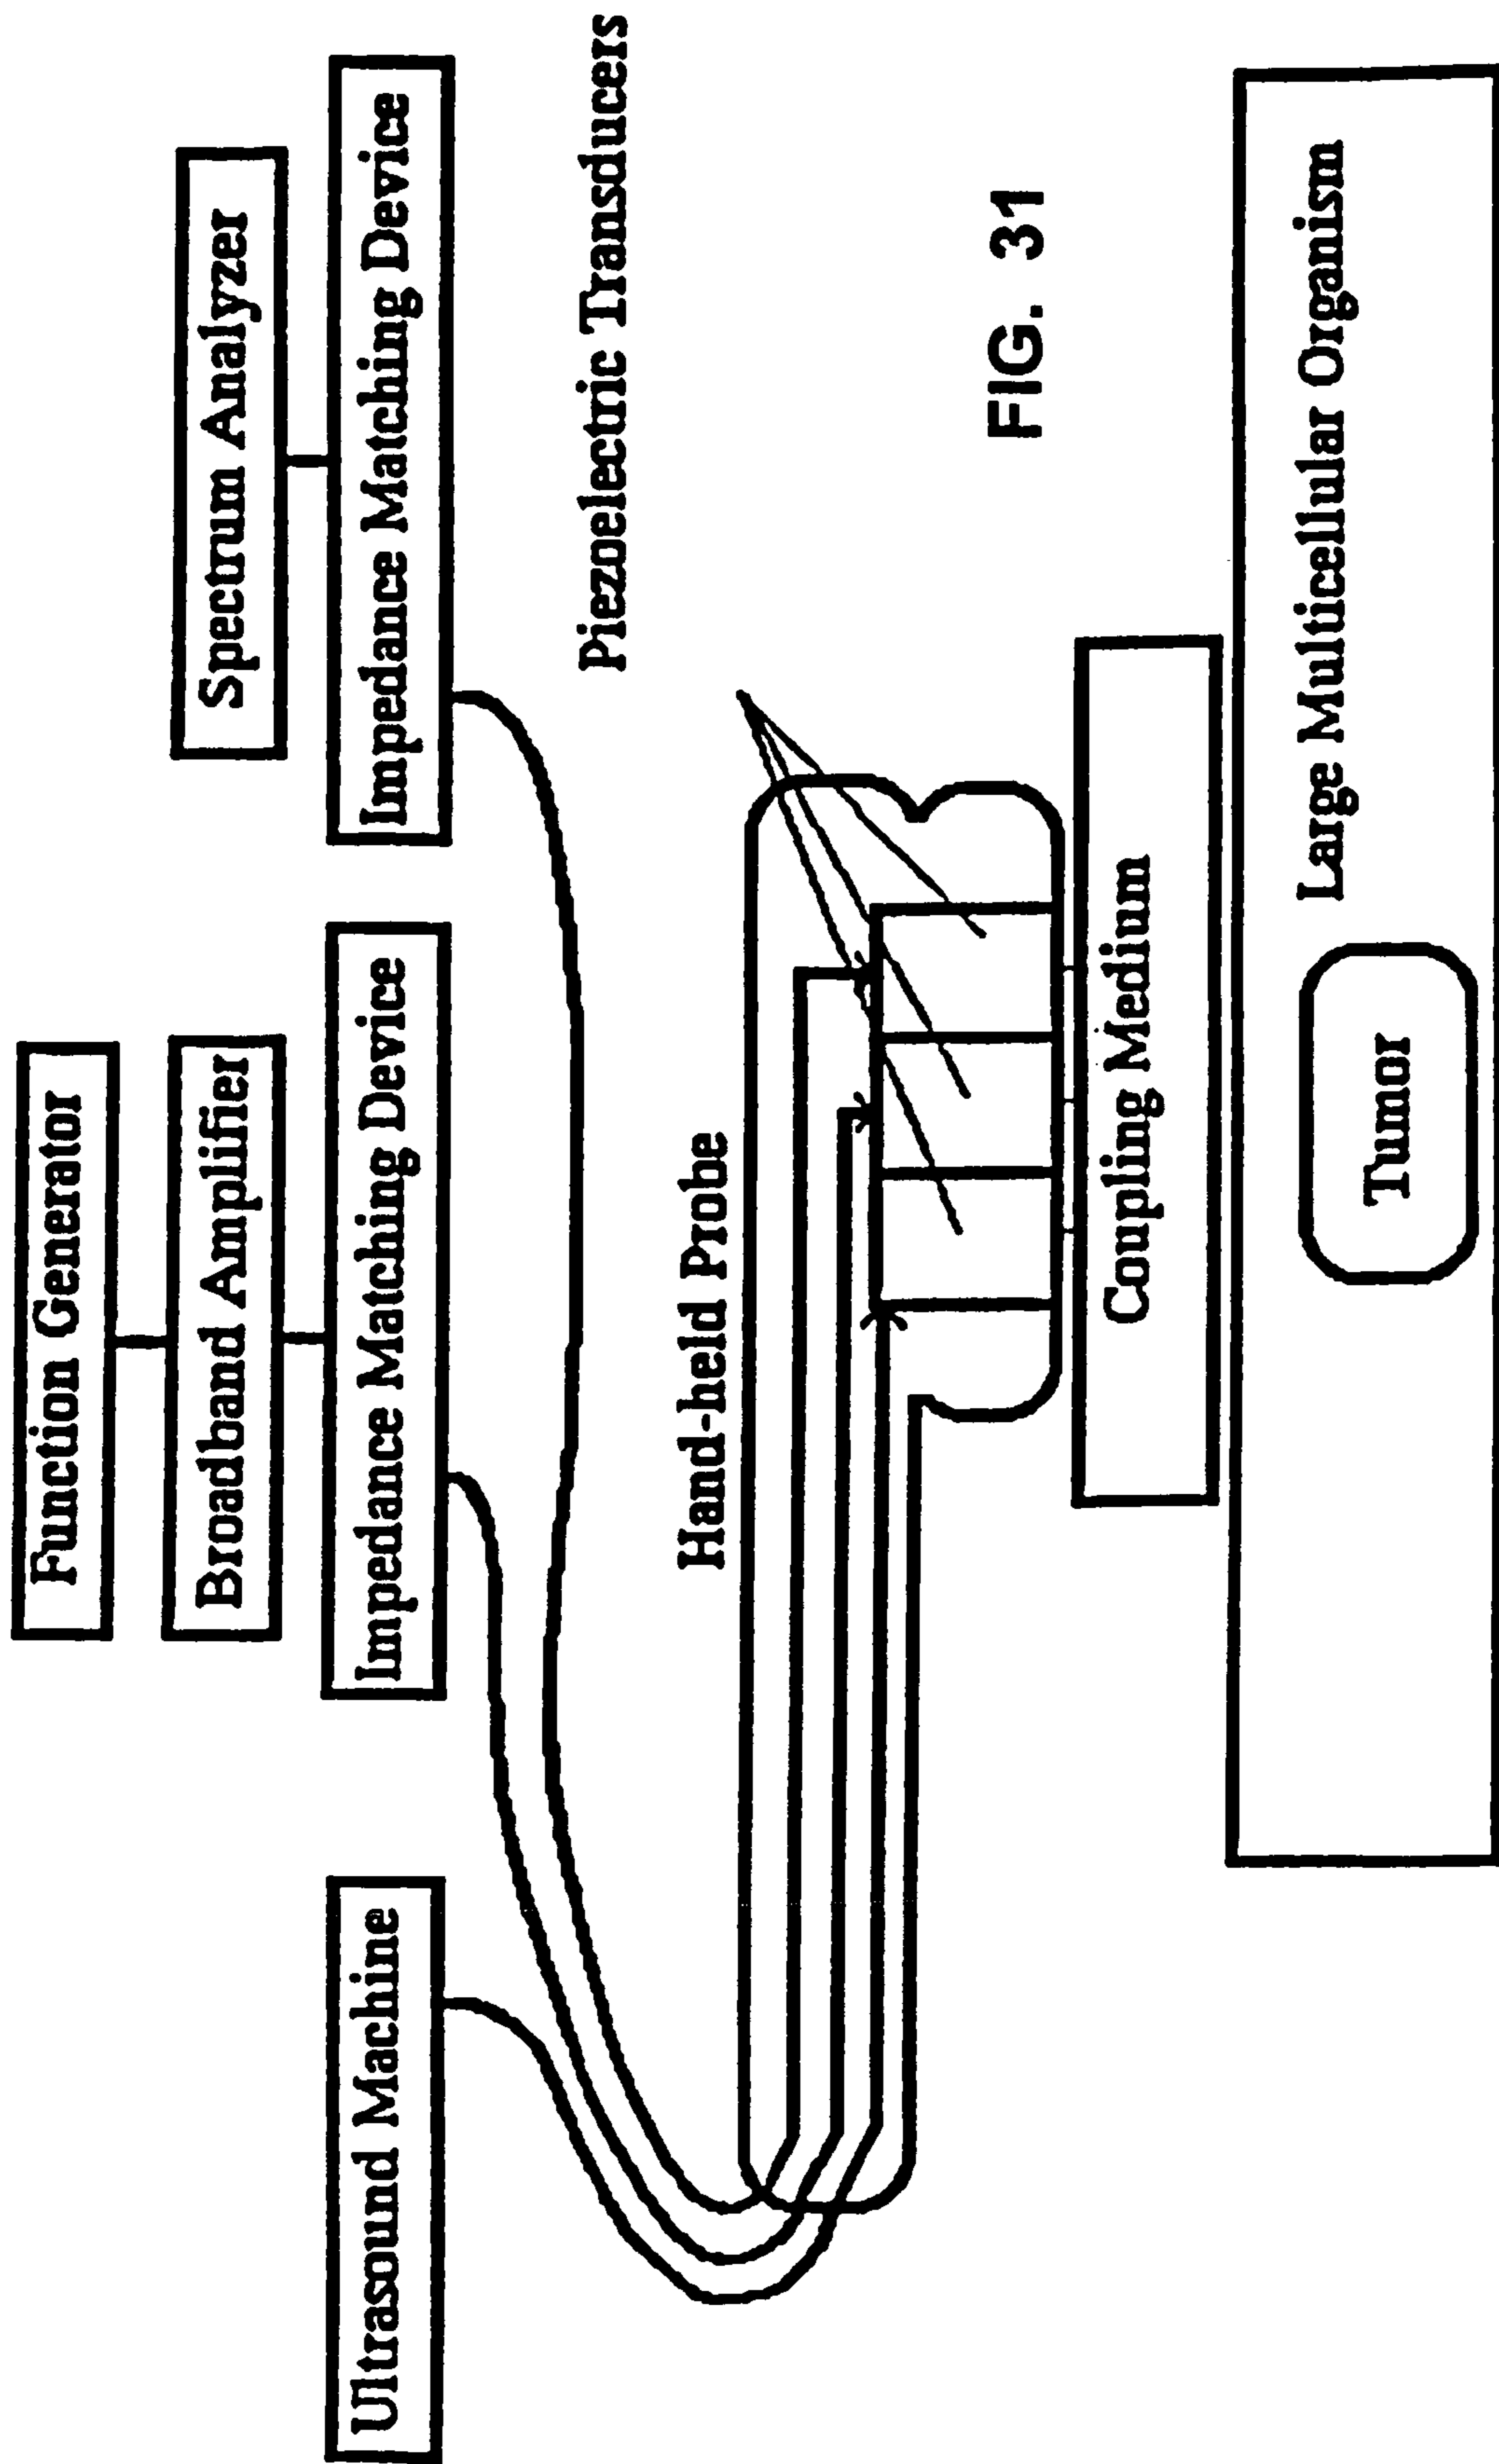 Function Generator
Broadband Amplifier
Spectrum Analyzer
Ultrasound Machine
Impedance Matching Device
Impedance Matching Device
Piezoelectric Transducers
Hand-held Probe
FIG. 31
Coupling Medium
Large Multicellular Organism
Tumor